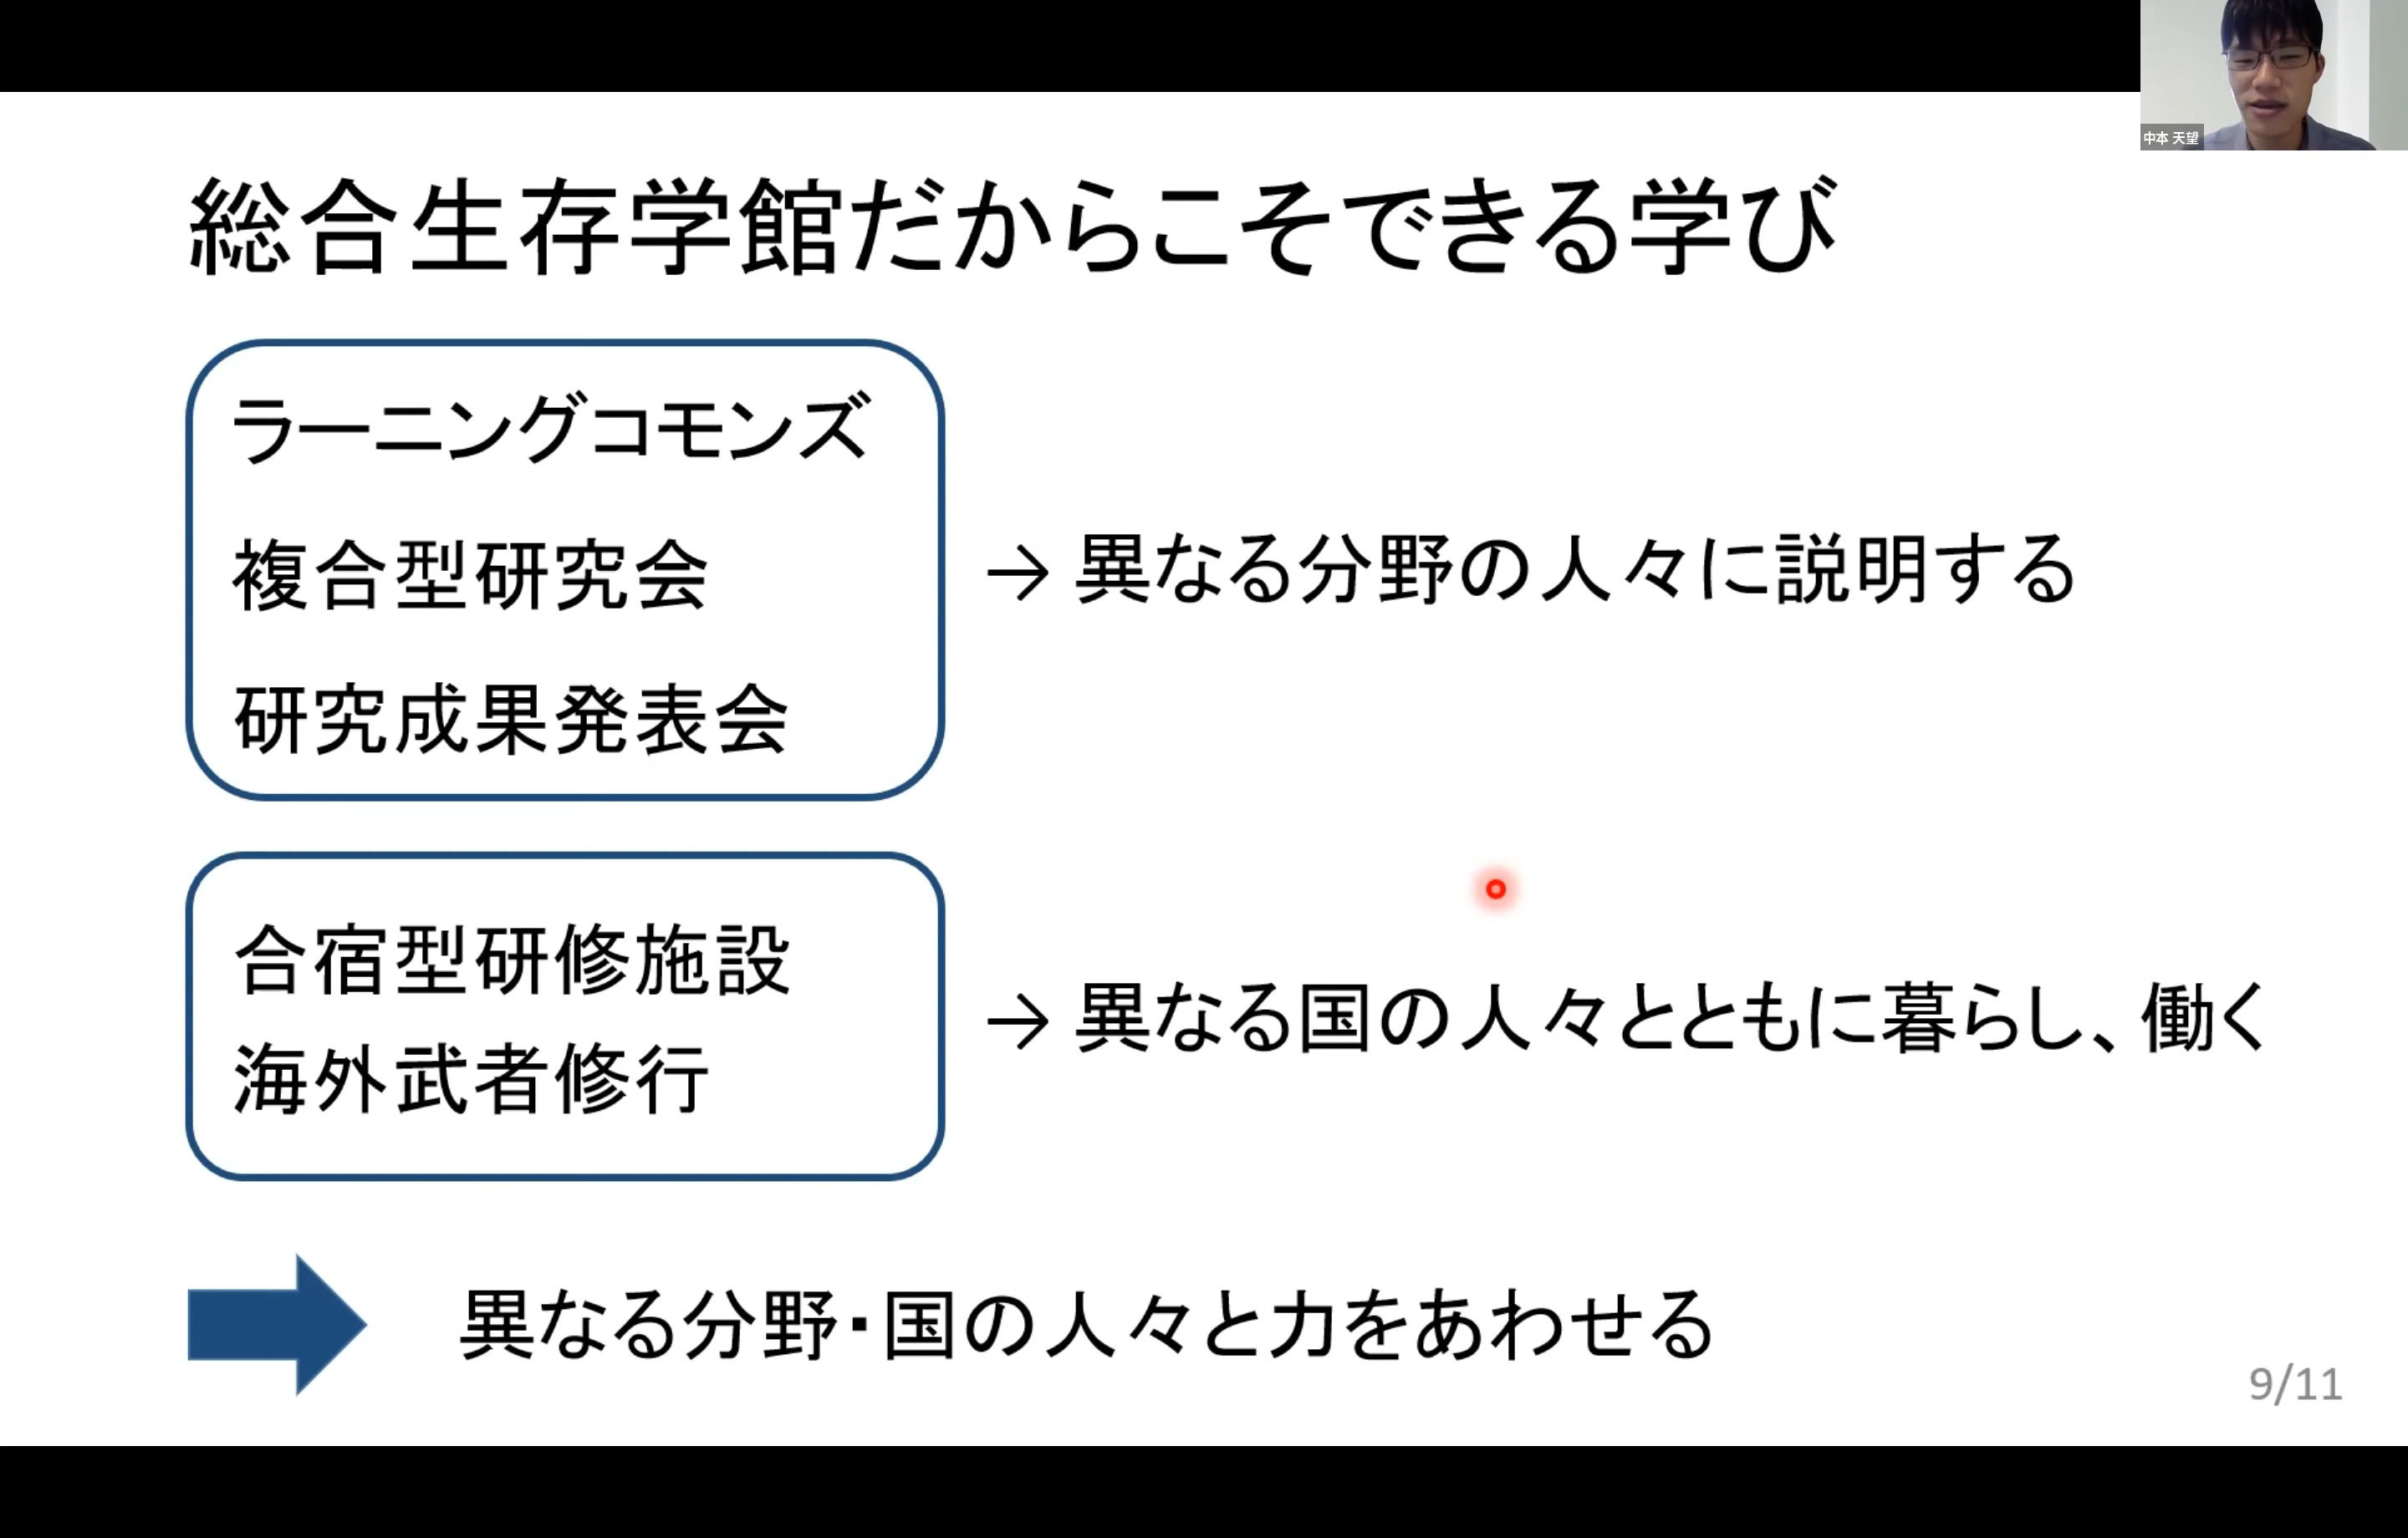 中本 天望
総合生存学館だからこそできる学び
ラーニングコモンズ
複合型研究会
→ 異なる分野の人々に説明する
研究成果発表会
合宿型研修施設
→ 異なる国の人々とともに暮らし、働く
海外武者修行
異なる分野・国の人々と力をあわせる
9/11